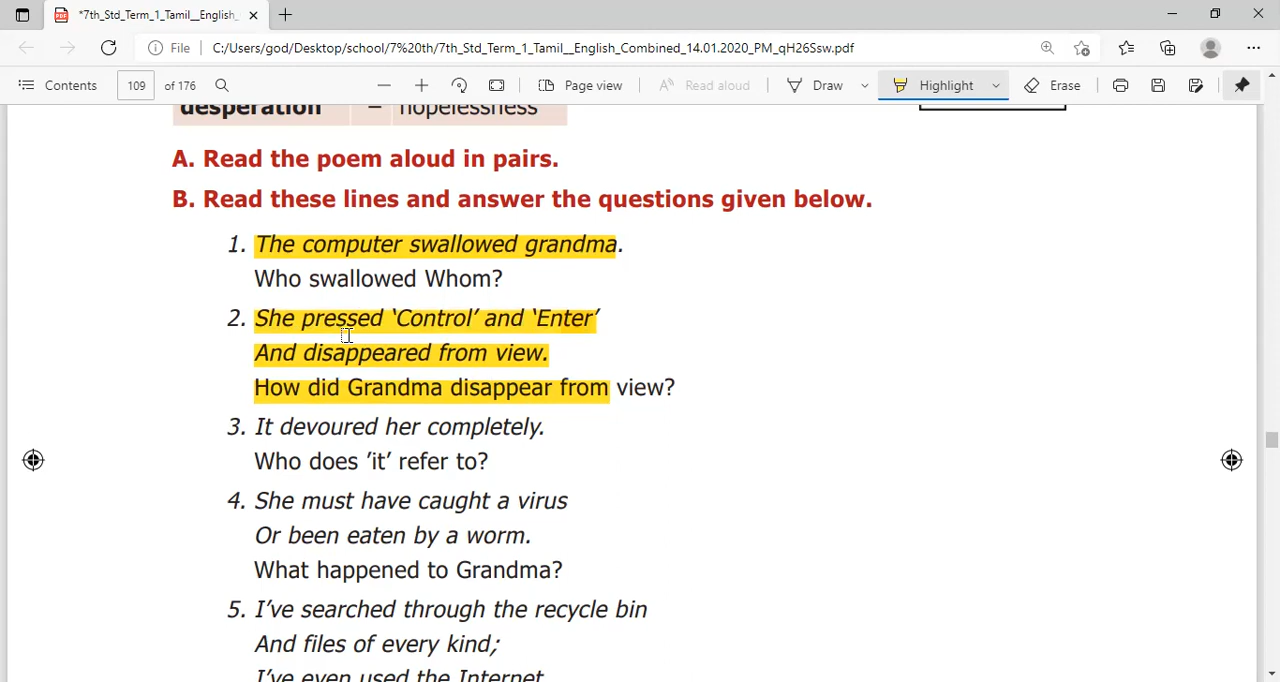 *7th_Std_Term_1_Tamil__English_
File
C:/Users/god/Desktop/school/7%20th/7th_Std_Term_1_Tamil__English_Combined_14.01.2020_PM_qH26Ssw.pdf
Contents 109 of 176 Page view Read aloud Draw Highlight Erase
desperation = hopelessness
A. Read the poem aloud in pairs.
B. Read these lines and answer the questions given below.
1. The computer swallowed grandma.
Who swallowed Whom?
2. She pressed ‘Control’ and ‘Enter’
And disappeared from view.
How did Grandma disappear from view?
3. It devoured her completely.
Who does ’it’ refer to?
4. She must have caught a virus
Or been eaten by a worm.
What happened to Grandma?
5. I’ve searched through the recycle bin
And files of every kind;
I’ve even used the Internet